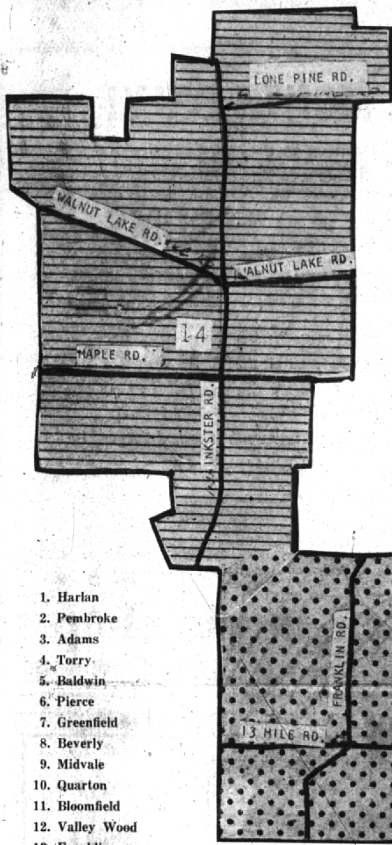 LONE PINE RD.
WALNUT LAKE RD.
WALNUT LAKE RD.
14
MAPLE RD.
INKSTER RD.
FRANKLIN RD.
13 MILE RD.
1. Harlan
2. Pembroke
3. Adams
4. Torry
5. Baldwin
6. Pierce
7. Greenfield
8. Beverly
9. Midvale
10. Quarton
11. Bloomfield
12. Valley Wood